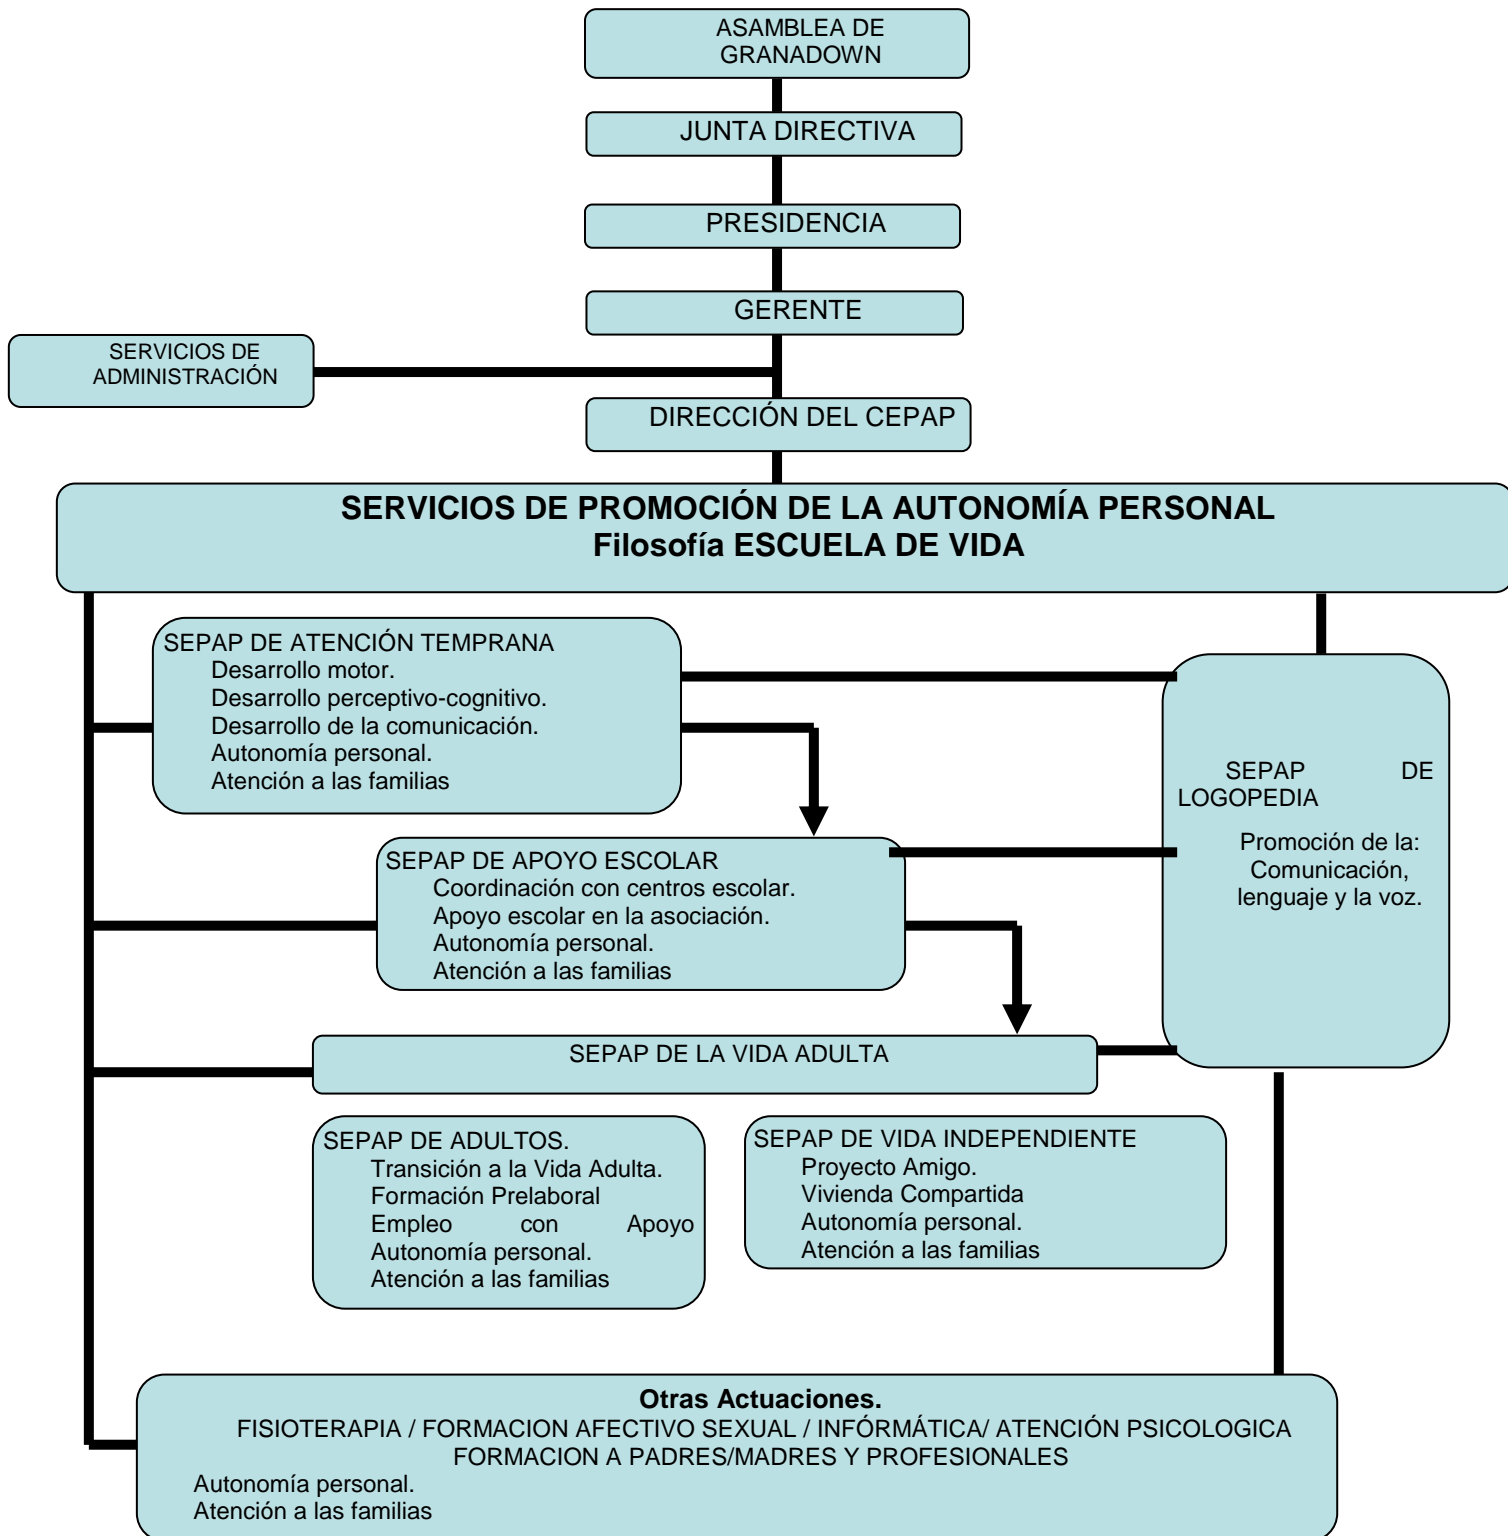 ASAMBLEA DE
GRANADOWN
JUNTA DIRECTIVA
PRESIDENCIA
GERENTE
SERVICIOS DE
ADMINISTRACIÓN
DIRECCIÓN DEL CEPAP
SERVICIOS DE PROMOCIÓN DE LA AUTONOMÍA PERSONAL
Filosofía ESCUELA DE VIDA
SEPAP DE ATENCIÓN TEMPRANA
Desarrollo motor.
Desarrollo perceptivo-cognitivo.
Desarrollo de la comunicación.
Autonomía personal.
Atención a las familias
SEPAP DE
LOGOPEDIA
Promoción de la:
Comunicación,
lenguaje y la voz.
SEPAP DE APOYO ESCOLAR
Coordinación con centros escolar.
Apoyo escolar en la asociación.
Autonomía personal.
Atención a las familias
SEPAP DE LA VIDA ADULTA
SEPAP DE ADULTOS.
Transición a la Vida Adulta.
Formación Prelaboral
Empleo con Apoyo
Autonomía personal.
Atención a las familias
SEPAP DE VIDA INDEPENDIENTE
Proyecto Amigo.
Vivienda Compartida
Autonomía personal.
Atención a las familias
Otras Actuaciones.
FISIOTERAPIA / FORMACION AFECTIVO SEXUAL / INFÓRMÁTICA/ ATENCIÓN PSICOLOGICA
FORMACION A PADRES/MADRES Y PROFESIONALES
Autonomía personal.
Atención a las familias